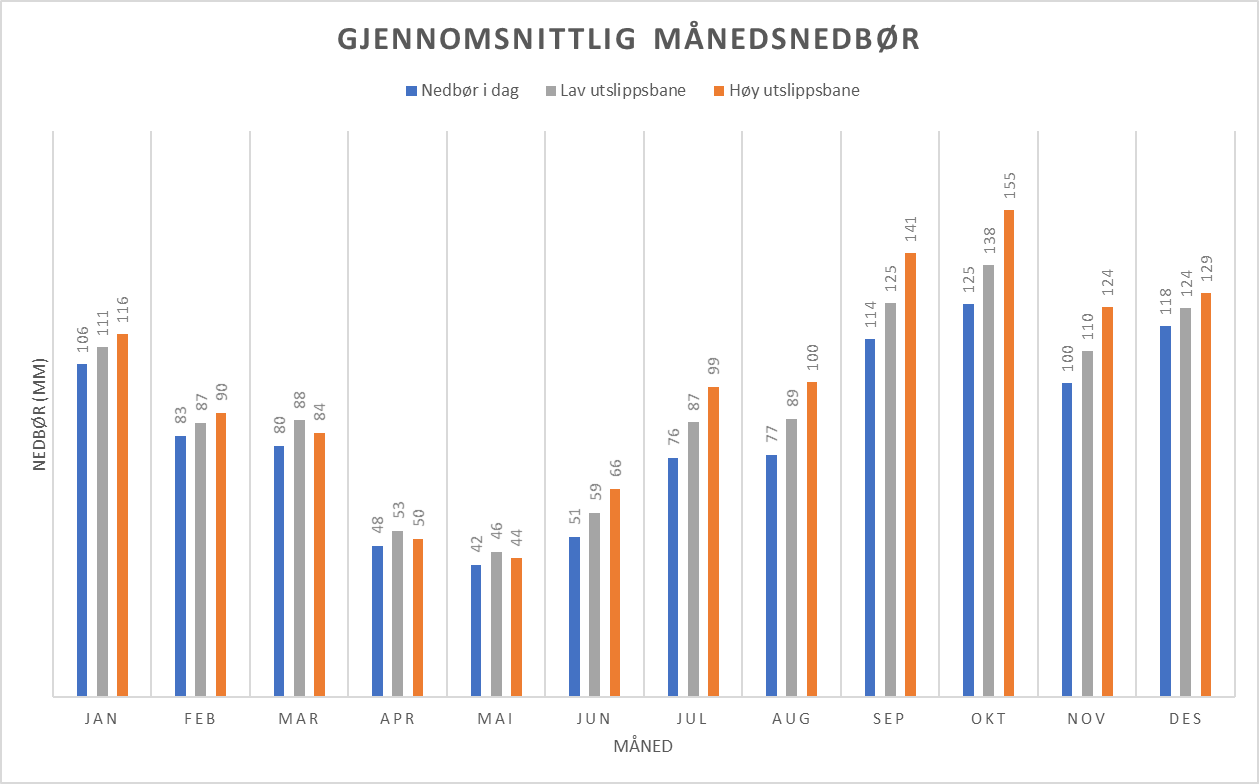 GJENNOMSNITTLIG MÅNEDSNEDBØR
Nedbør i dag Lav utslippsbane Høy utslippsbane
NEDBØR (MM)
106 111 116
83 87 90
80 88 84
48 53 50
42 46 44
51 59 66
76 87 99
77 89 100
114 125 141
125 138 155
100 110 124
118 124 129
JAN FEB MAR APR MAI JUN JUL AUG SEP OKT NOV DES
MÅNED